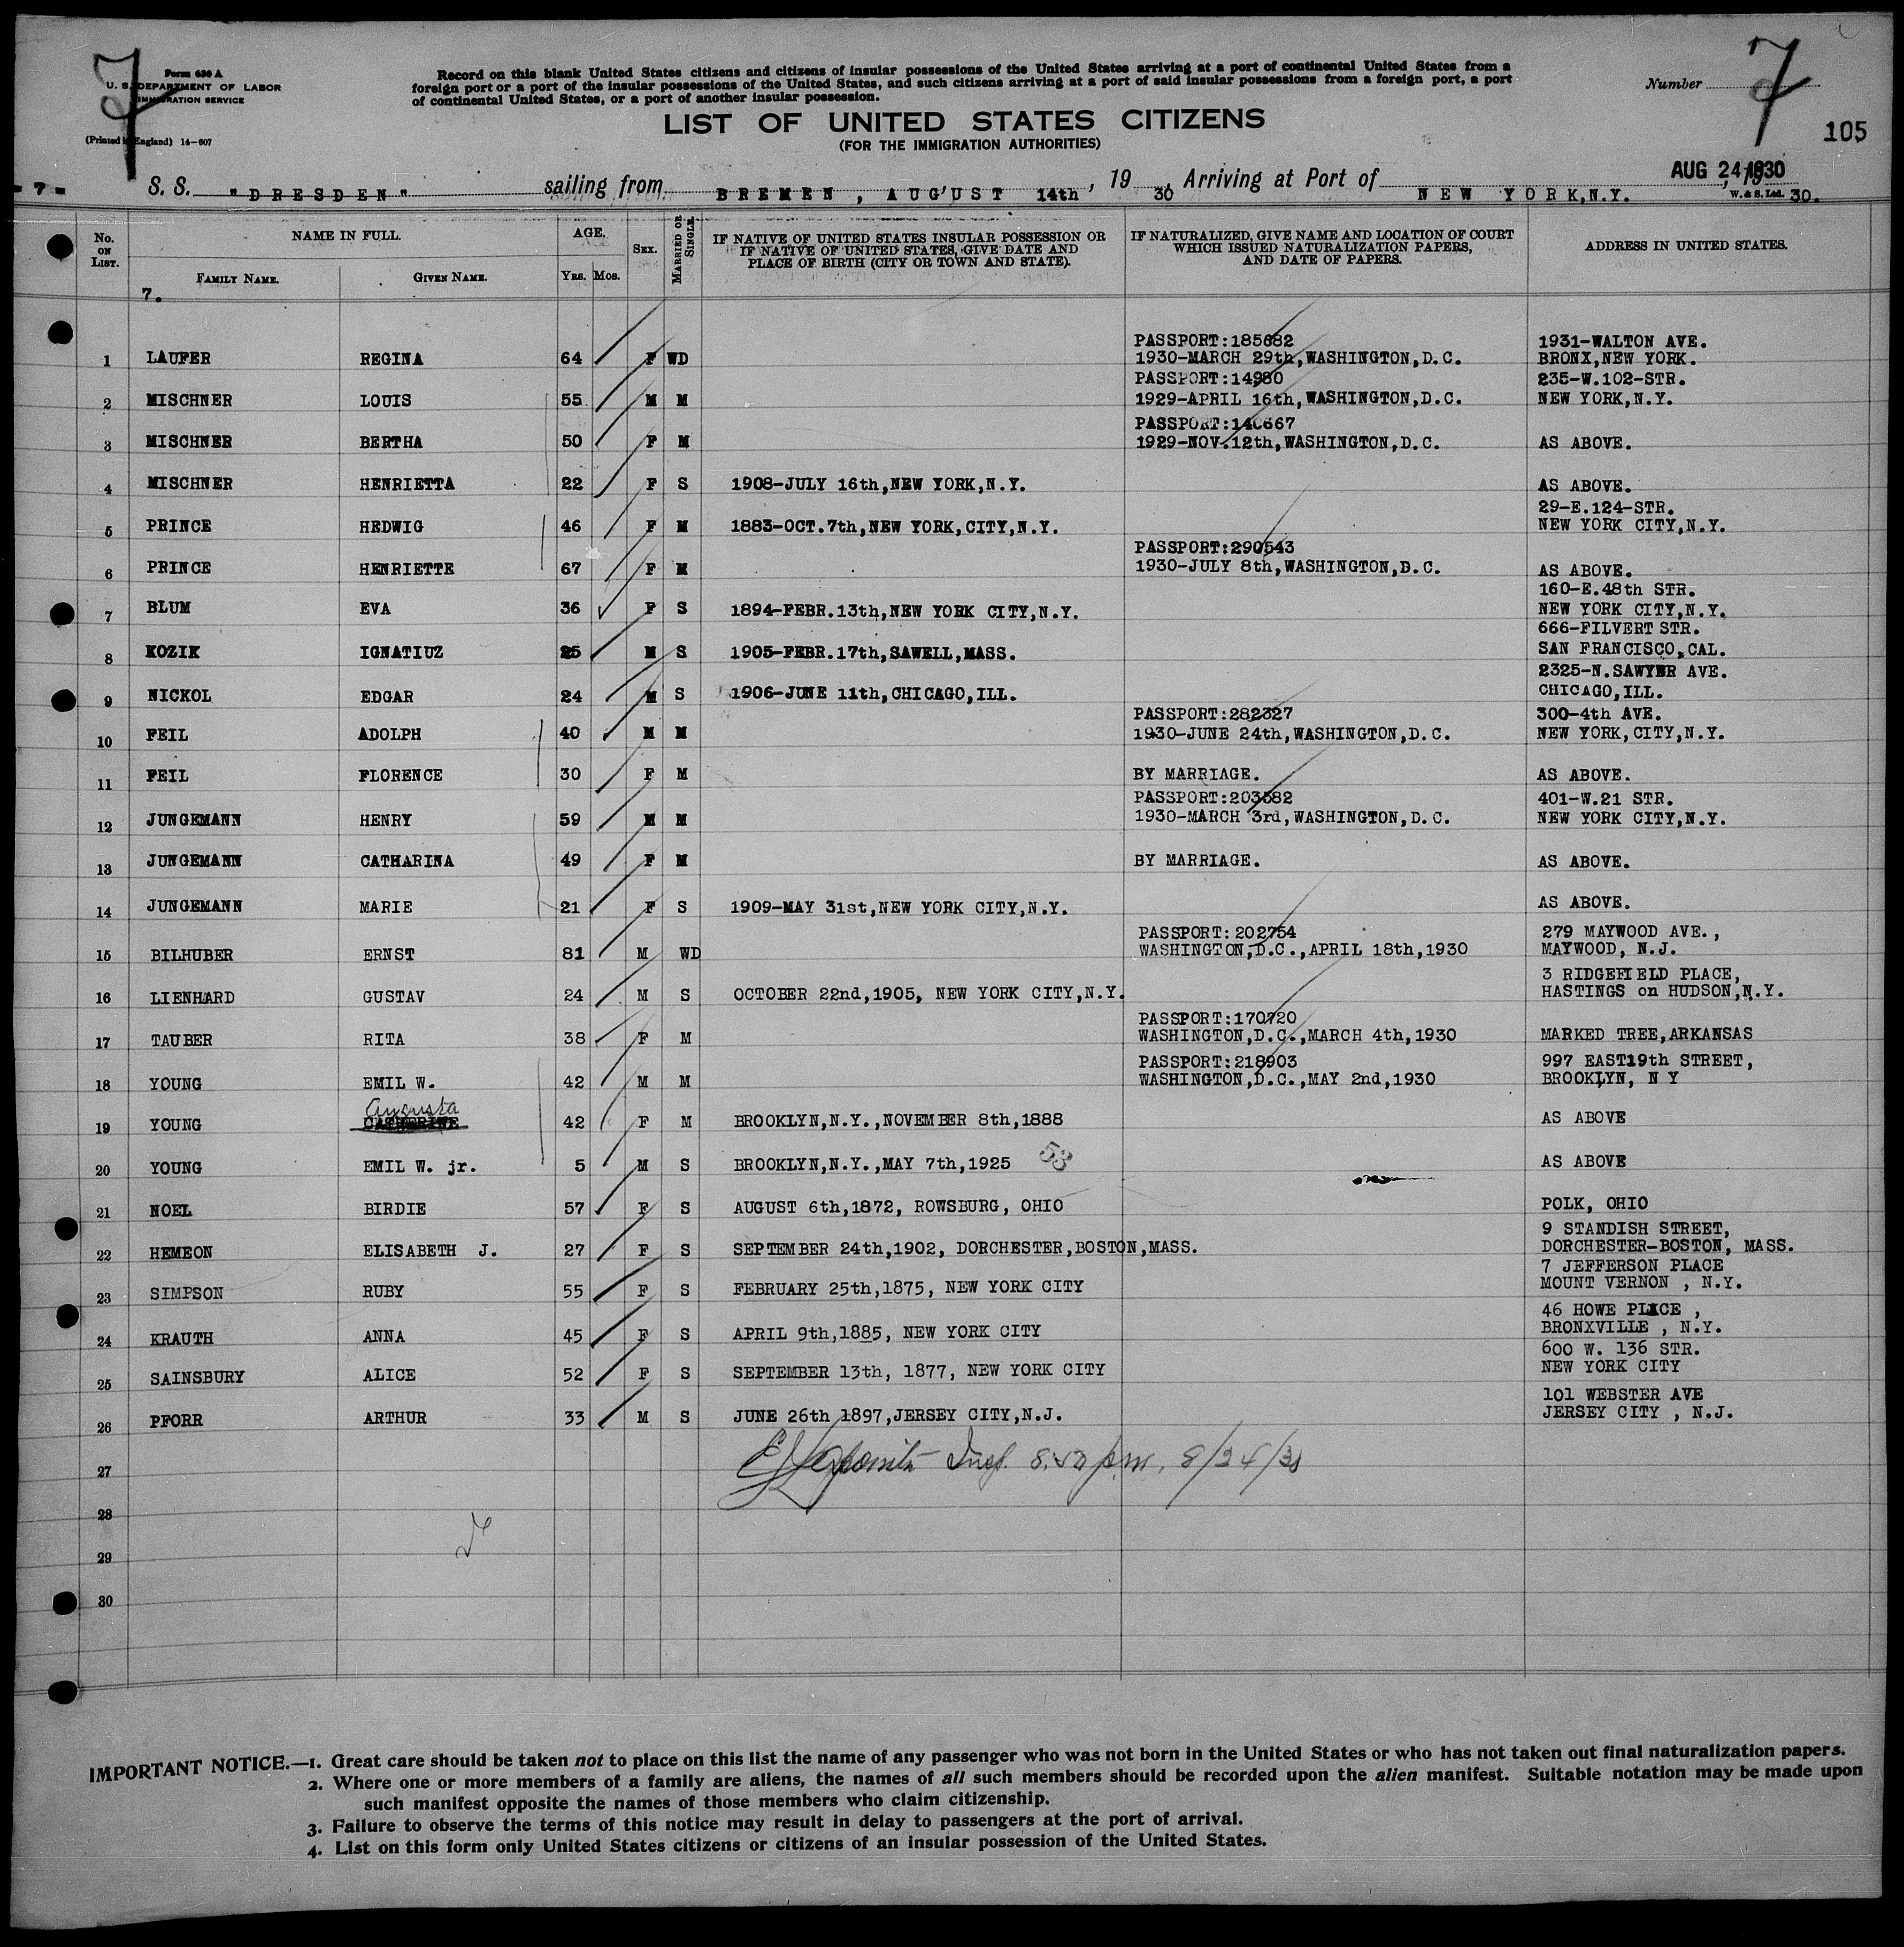 Form 630 A
U. S. DEPARTMENT OF LABOR
IMMIGRATION SERVICE
(Printed in England) 14-607
7
Record on this blank United States citizens and citizens of insular possessions of the United States arriving at a port of continental United States from a
foreign port or a port of the insular possessions of the United States, and such citizens arriving at a port of said insular possessions from a foreign port, a port
of continental United States, or a port of another insular possession.
Number 7
105
LIST OF UNITED STATES CITIZENS
(FOR THE IMMIGRATION AUTHORITIES)
- 7 - S. S. "DRESDEN" sailing from BREMEN, AUG'UST 14th, 19 30, Arriving at Port of NEW YORK,N.Y. AUG 24 1930, 19 30.
W. & S. Ltd.
No. ON LIST. NAME IN FULL. AGE. SEX. MARRIED OR SINGLE. IF NATIVE OF UNITED STATES INSULAR POSSESSION OR IF NATIVE OF UNITED STATES, GIVE DATE AND PLACE OF BIRTH (CITY OR TOWN AND STATE). IF NATURALIZED, GIVE NAME AND LOCATION OF COURT WHICH ISSUED NATURALIZATION PAPERS, AND DATE OF PAPERS. ADDRESS IN UNITED STATES.
FAMILY NAME. GIVEN NAME. YRS. MOS.
7.
PASSPORT:185682 1931-WALTON AVE.
1 LAUFER REGINA 64 F WD 1930-MARCH 29th,WASHINGTON,D.C. BRONX,NEW YORK.
PASSPORT:14980 235-W.102-STR.
2 MISCHNER LOUIS 55 M M 1929-APRIL 16th,WASHINGTON,D.C. NEW YORK,N.Y.
PASSPORT:140667
3 MISCHNER BERTHA 50 F M 1929-NOV.12th,WASHINGTON,D.C. AS ABOVE.
4 MISCHNER HENRIETTA 22 F S 1908-JULY 16th,NEW YORK,N.Y. AS ABOVE.
29-E.124-STR.
5 PRINCE HEDWIG 46 F M 1883-OCT.7th,NEW YORK,CITY,N.Y. NEW YORK CITY,N.Y.
PASSPORT:290543
6 PRINCE HENRIETTE 67 F M 1930-JULY 8th,WASHINGTON,D.C. AS ABOVE.
160-E.48th STR.
7 BLUM EVA 36 F S 1894-FEBR.13th,NEW YORK CITY,N.Y. NEW YORK CITY,N.Y.
666-FILVERT STR.
8 KOZIK IGNATIUZ 25 M S 1905-FEBR.17th,SAWELL,MASS. SAN FRANCISCO,CAL.
2325-N.SAWYER AVE.
9 NICKOL EDGAR 24 M S 1906-JUNE 11th,CHICAGO,ILL. CHICAGO,ILL.
PASSPORT:282327 300-4th AVE.
10 FEIL ADOLPH 40 M M 1930-JUNE 24th,WASHINGTON,D.C. NEW YORK,CITY,N.Y.
11 FEIL FLORENCE 30 F M BY MARRIAGE. AS ABOVE.
PASSPORT:203582 401-W.21 STR.
12 JUNGEMANN HENRY 59 M M 1930-MARCH 3rd,WASHINGTON,D.C. NEW YORK CITY,N.Y.
13 JUNGEMANN CATHARINA 49 F M BY MARRIAGE. AS ABOVE.
14 JUNGEMANN MARIE 21 F S 1909-MAY 31st,NEW YORK CITY,N.Y. AS ABOVE.
PASSPORT:202754 279 MAYWOOD AVE.,
15 BILHUBER ERNST 81 M WD WASHINGTON,D.C.,APRIL 18th,1930 MAYWOOD, N.J.
3 RIDGEFIELD PLACE,
16 LIENHARD GUSTAV 24 M S OCTOBER 22nd,1905, NEW YORK CITY,N.Y. HASTINGS on HUDSON,N.Y.
PASSPORT:170720
17 TAUBER RITA 38 F M WASHINGTON,D.C.,MARCH 4th,1930 MARKED TREE,ARKANSAS
PASSPORT:218903 997 EAST19th STREET,
18 YOUNG EMIL W. 42 M M WASHINGTON,D.C.,MAY 2nd,1930 BROOKLYN, N Y
Augusta
19 YOUNG CATHERINE 42 F M BROOKLYN,N.Y.,NOVEMBER 8th,1888 AS ABOVE
20 YOUNG EMIL W. jr. 5 M S BROOKLYN,N.Y.,MAY 7th,1925 58 AS ABOVE
21 NOEL BIRDIE 57 F S AUGUST 6th,1872, ROWSBURG, OHIO POLK, OHIO
9 STANDISH STREET,
22 HEMEON ELISABETH J. 27 F S SEPTEMBER 24th,1902, DORCHESTER,BOSTON,MASS. DORCHESTER-BOSTON, MASS.
7 JEFFERSON PLACE
23 SIMPSON RUBY 55 F S FEBRUARY 25th,1875, NEW YORK CITY MOUNT VERNON , N.Y.
46 HOWE PLACE ,
24 KRAUTH ANNA 45 F S APRIL 9th,1885, NEW YORK CITY BRONXVILLE , N.Y.
600 W. 136 STR.
25 SAINSBURY ALICE 52 F S SEPTEMBER 13th, 1877, NEW YORK CITY NEW YORK CITY
101 WEBSTER AVE
26 PFORR ARTHUR 33 M S JUNE 26th 1897,JERSEY CITY,N.J. JERSEY CITY , N.J.
27 Insp. p.m. 8/24/30
28
29
30
IMPORTANT NOTICE.—1. Great care should be taken not to place on this list the name of any passenger who was not born in the United States or who has not taken out final naturalization papers.
2. Where one or more members of a family are aliens, the names of all such members should be recorded upon the alien manifest. Suitable notation may be made upon
such manifest opposite the names of those members who claim citizenship.
3. Failure to observe the terms of this notice may result in delay to passengers at the port of arrival.
4. List on this form only United States citizens or citizens of an insular possession of the United States.